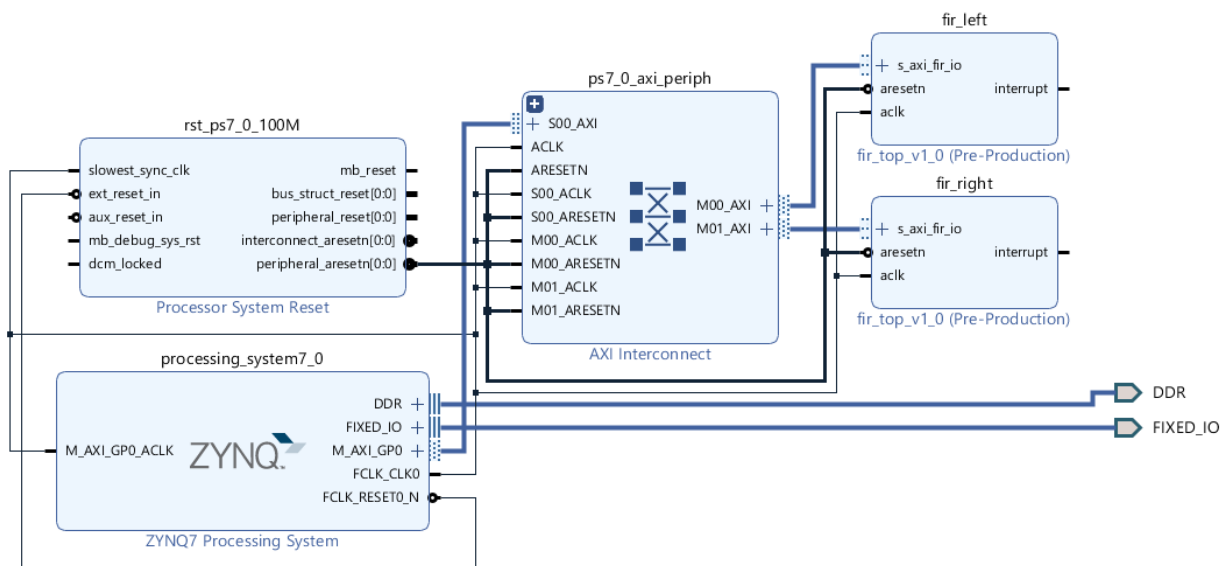 fir_left
s_axi_fir_io
aresetn
interrupt
aclk
fir_top_v1_0 (Pre-Production)
ps7_0_axi_periph
S00_AXI
ACLK
ARESETN
S00_ACLK
S00_ARESETN
M00_ACLK
M00_ARESETN
M01_ACLK
M01_ARESETN
M00_AXI
M01_AXI
AXI Interconnect
rst_ps7_0_100M
slowest_sync_clk
ext_reset_in
aux_reset_in
mb_debug_sys_rst
dcm_locked
mb_reset
bus_struct_reset[0:0]
peripheral_reset[0:0]
interconnect_aresetn[0:0]
peripheral_aresetn[0:0]
Processor System Reset
fir_right
s_axi_fir_io
aresetn
interrupt
aclk
fir_top_v1_0 (Pre-Production)
processing_system7_0
M_AXI_GP0_ACLK
ZYNQ
DDR
FIXED_IO
M_AXI_GP0
FCLK_CLK0
FCLK_RESET0_N
ZYNQ7 Processing System
DDR
FIXED_IO